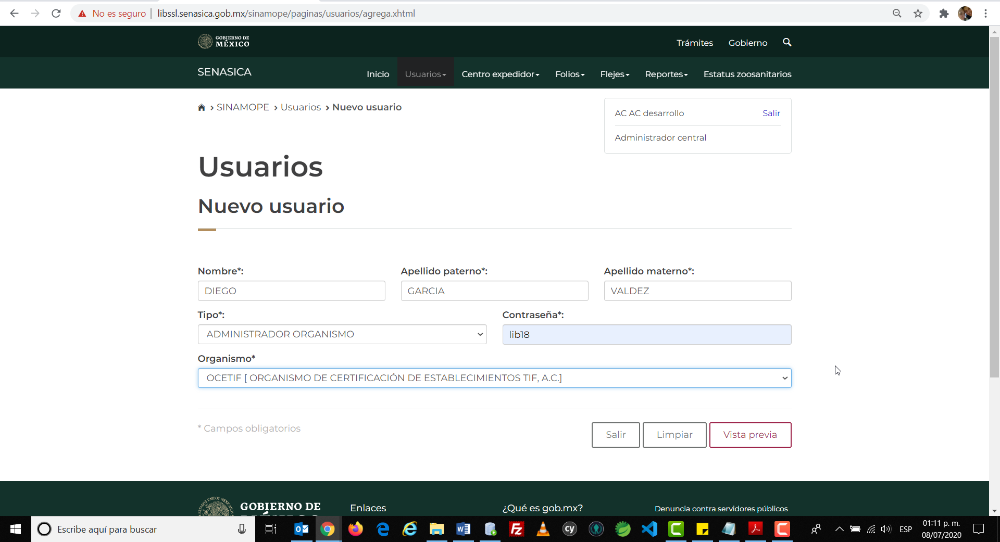 No es seguro | libssl.senasica.gob.mx/sinamope/paginas/usuarios/agrega.xhtml
GOBIERNO DE
MÉXICO
Trámites Gobierno
SENASICA
Inicio Usuarios Centro expedidor Folios Flejes Reportes Estatus zoosanitarios
> SINAMOPE > Usuarios > Nuevo usuario
AC AC desarrollo Salir
Administrador central
Usuarios
Nuevo usuario
Nombre*: Apellido paterno*: Apellido materno*:
DIEGO GARCIA VALDEZ
Tipo*: Contraseña*:
ADMINISTRADOR ORGANISMO lib18
Organismo*
OCETIF [ ORGANISMO DE CERTIFICACIÓN DE ESTABLECIMIENTOS TIF, A.C.]
* Campos obligatorios
Salir Limpiar Vista previa
ESTADOS UNIDOS MEXICANOS
GOBIERNO DE
Enlaces ¿Qué es gob.mx? Denuncia contra servidores públicos
Escribe aquí para buscar
cy
ESP
01:11 p. m.
08/07/2020